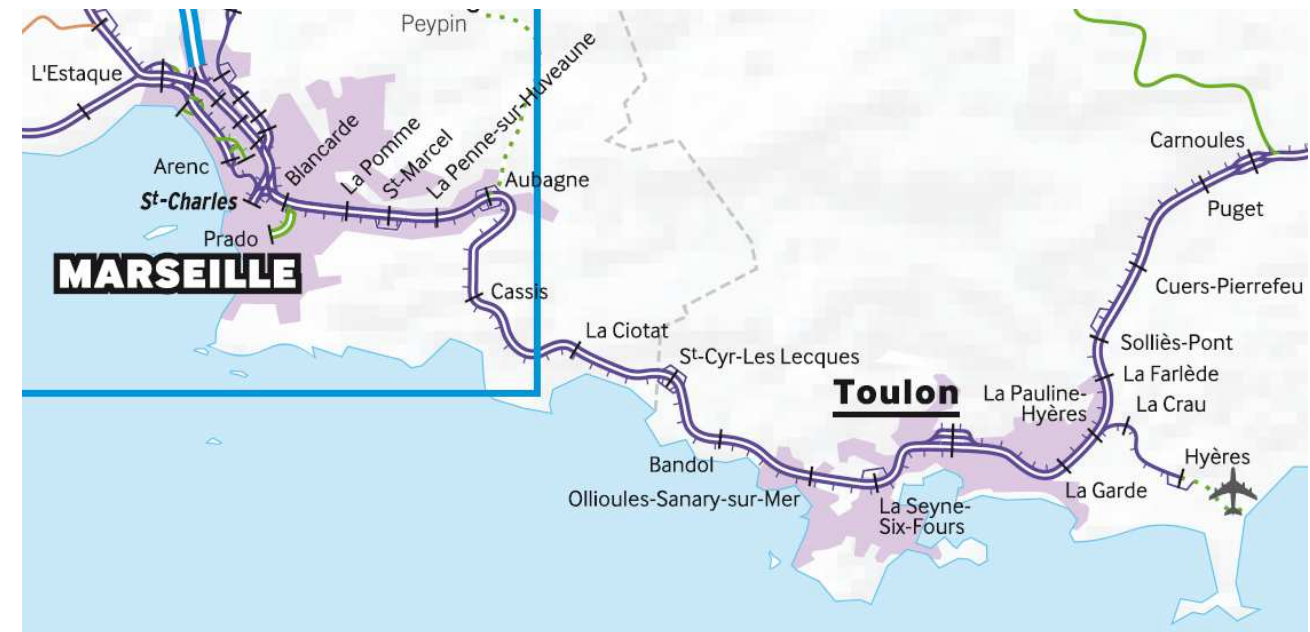 Peypin
L'Estaque
Blancarde
La Pomme
St-Marcel
La Penne-sur-Huveaune
Carnoules
Arenc
Aubagne
St-Charles
Puget
Prado
MARSEILLE
Cassis
Cuers-Pierrefeu
La Ciotat
Solliès-Pont
St-Cyr-Les Lecques
La Farlède
Toulon
La Pauline-
Hyères
La Crau
Bandol
Hyères
Ollioules-Sanary-sur-Mer
La Garde
La Seyne-
Six-Fours